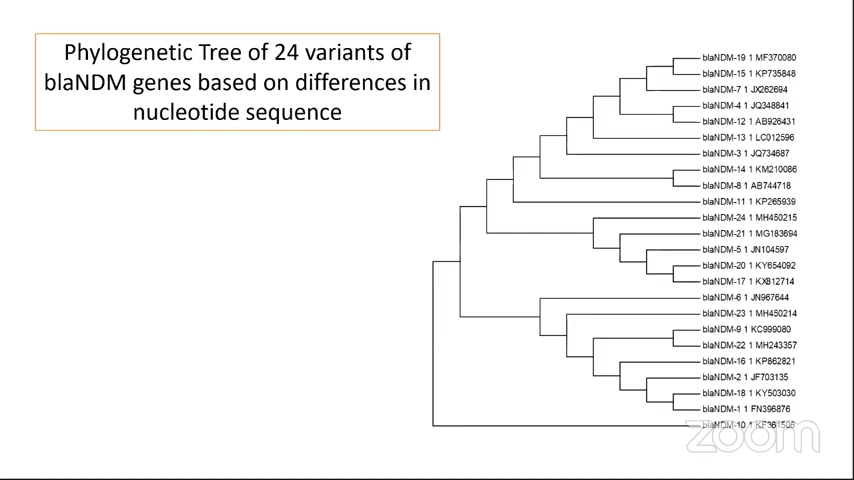 Phylogenetic Tree of 24 variants of
blaNDM genes based on differences in
nucleotide sequence
blaNDM-19 1 MF370080
blaNDM-15 1 KP735848
blaNDM-7 1 JX262694
blaNDM-4 1 JQ348841
blaNDM-12 1 AB926431
blaNDM-13 1 LC012596
blaNDM-3 1 JQ734687
blaNDM-14 1 KM210086
blaNDM-8 1 AB744718
blaNDM-11 1 KP265939
blaNDM-24 1 MH450215
blaNDM-21 1 MG183694
blaNDM-5 1 JN104597
blaNDM-20 1 KY654092
blaNDM-17 1 KX812714
blaNDM-6 1 JN967644
blaNDM-23 1 MH450214
blaNDM-9 1 KC999080
blaNDM-22 1 MH243357
blaNDM-16 1 KP862821
blaNDM-2 1 JF703135
blaNDM-18 1 KY503030
blaNDM-1 1 FN396876
blaNDM-10 1 KF361506
zoom